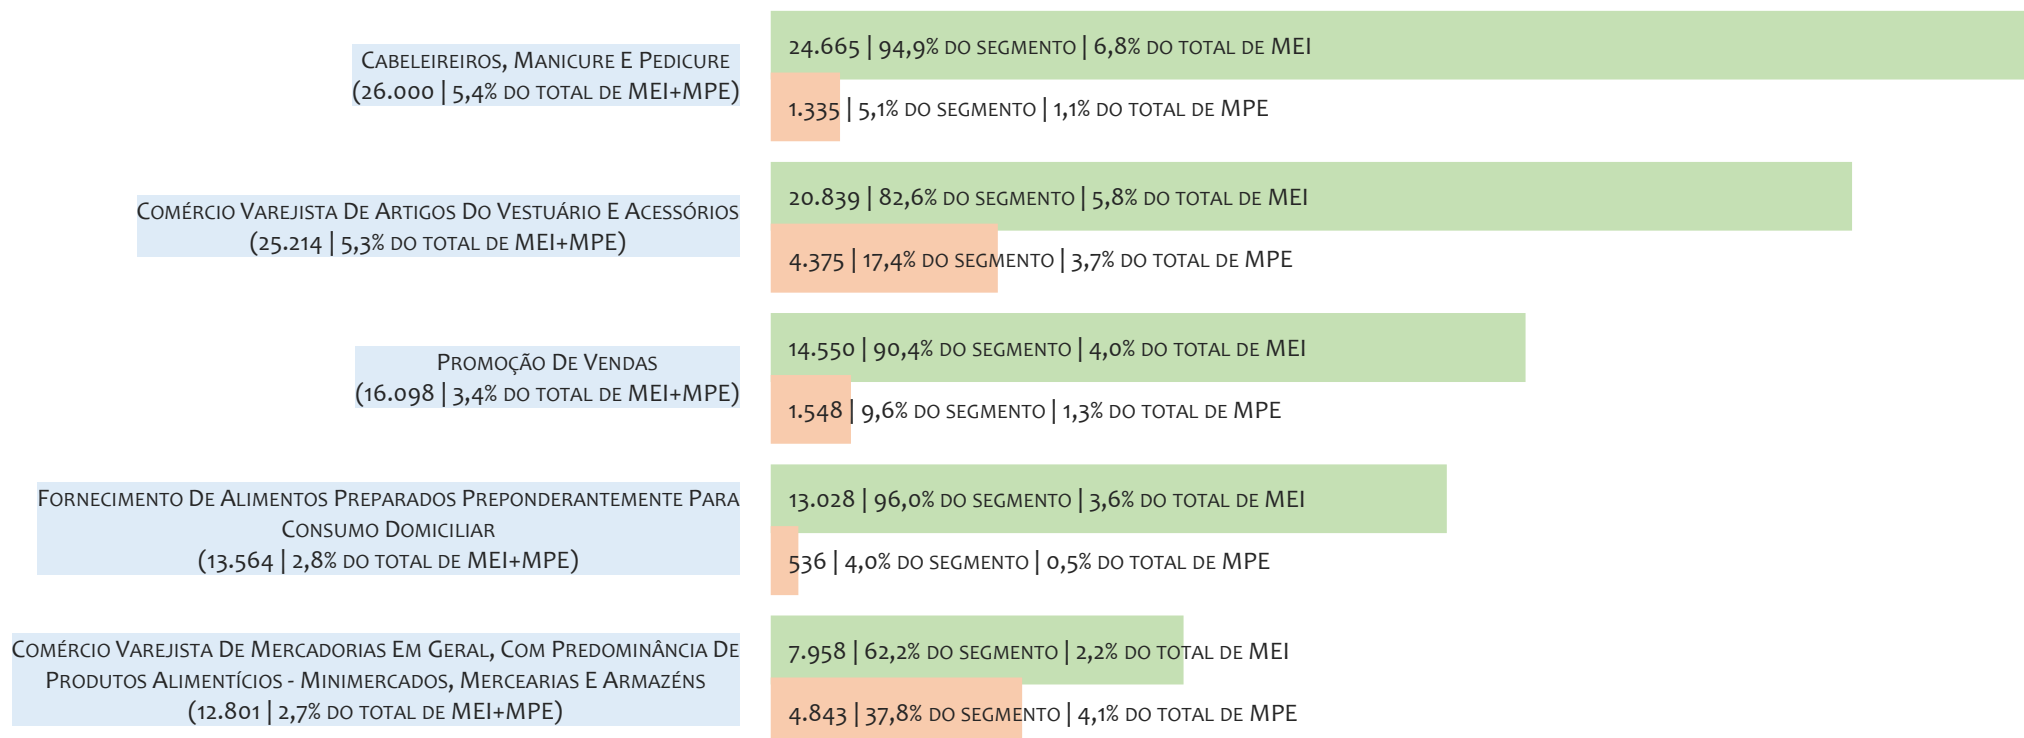 CABELEIREIROS, MANICURE E PEDICURE
(26.000 | 5,4% DO TOTAL DE MEI+MPE)
24.665 | 94,9% DO SEGMENTO | 6,8% DO TOTAL DE MEI
1.335 | 5,1% DO SEGMENTO | 1,1% DO TOTAL DE MPE
COMÉRCIO VAREJISTA DE ARTIGOS DO VESTUÁRIO E ACESSÓRIOS
(25.214 | 5,3% DO TOTAL DE MEI+MPE)
20.839 | 82,6% DO SEGMENTO | 5,8% DO TOTAL DE MEI
4.375 | 17,4% DO SEGMENTO | 3,7% DO TOTAL DE MPE
PROMOÇÃO DE VENDAS
(16.098 | 3,4% DO TOTAL DE MEI+MPE)
14.550 | 90,4% DO SEGMENTO | 4,0% DO TOTAL DE MEI
1.548 | 9,6% DO SEGMENTO | 1,3% DO TOTAL DE MPE
FORNECIMENTO DE ALIMENTOS PREPARADOS PREPONDERANTEMENTE PARA
CONSUMO DOMICILIAR
(13.564 | 2,8% DO TOTAL DE MEI+MPE)
13.028 | 96,0% DO SEGMENTO | 3,6% DO TOTAL DE MEI
536 | 4,0% DO SEGMENTO | 0,5% DO TOTAL DE MPE
COMÉRCIO VAREJISTA DE MERCADORIAS EM GERAL, COM PREDOMINÂNCIA DE
PRODUTOS ALIMENTÍCIOS - MINIMERCADOS, MERCEARIAS E ARMAZÉNS
(12.801 | 2,7% DO TOTAL DE MEI+MPE)
7.958 | 62,2% DO SEGMENTO | 2,2% DO TOTAL DE MEI
4.843 | 37,8% DO SEGMENTO | 4,1% DO TOTAL DE MPE